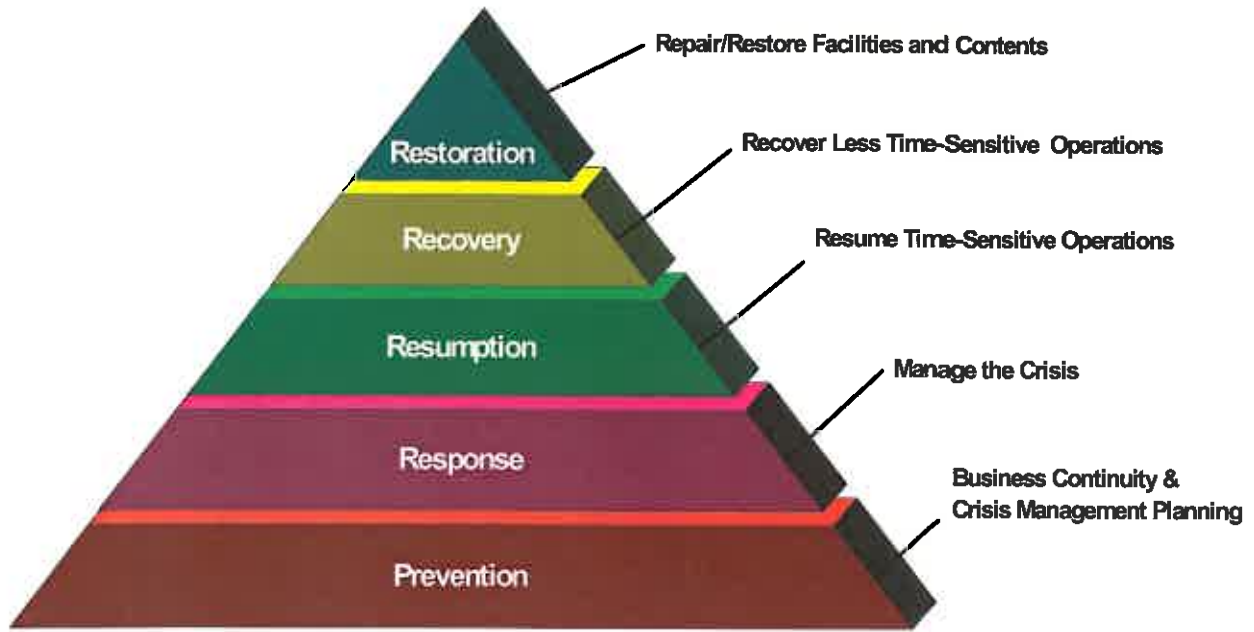 Repair/Restore Facilities and Contents
Restoration
Recover Less Time-Sensitive Operations
Recovery
Resume Time-Sensitive Operations
Resumption
Manage the Crisis
Response
Business Continuity &
Crisis Management Planning
Prevention